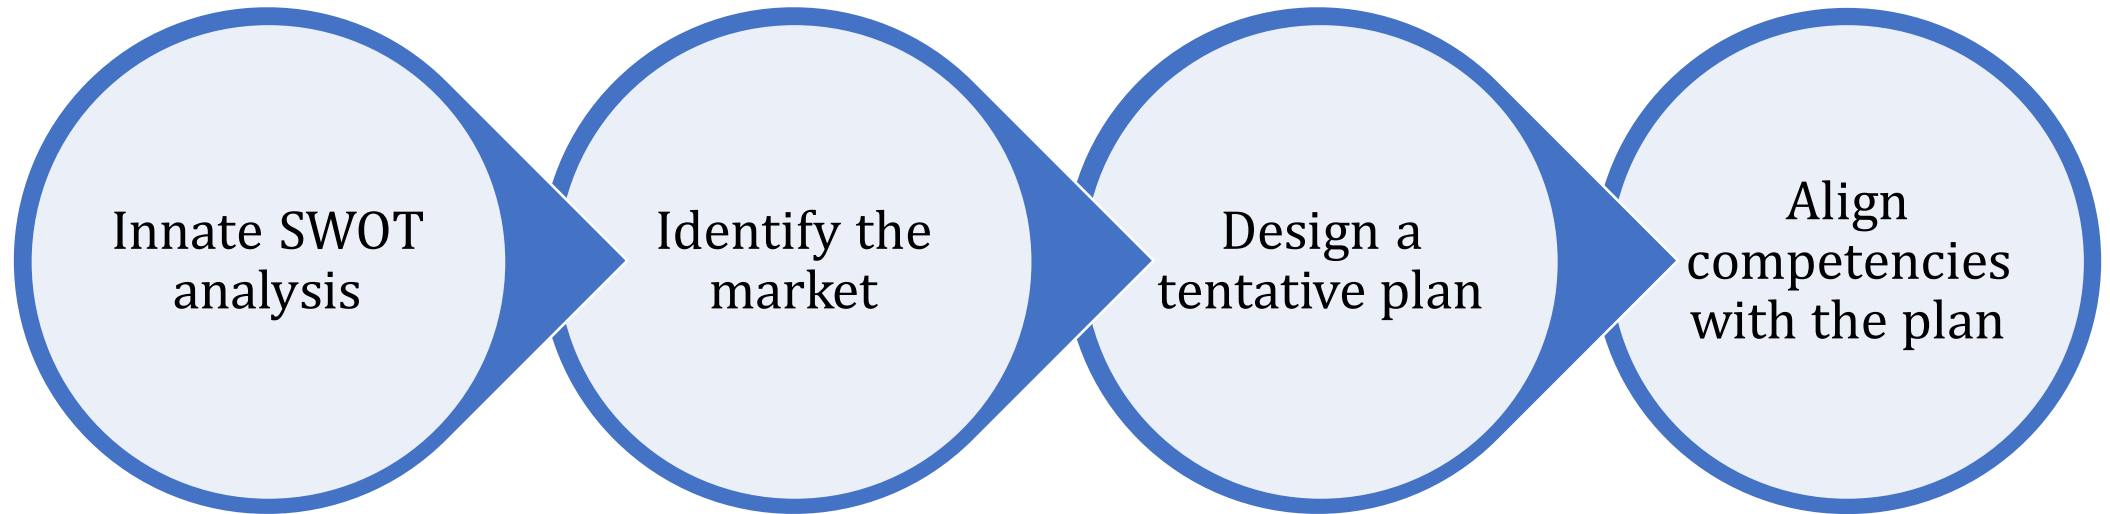 Innate SWOT
analysis
Identify the
market
Design a
tentative plan
Align
competencies
with the plan